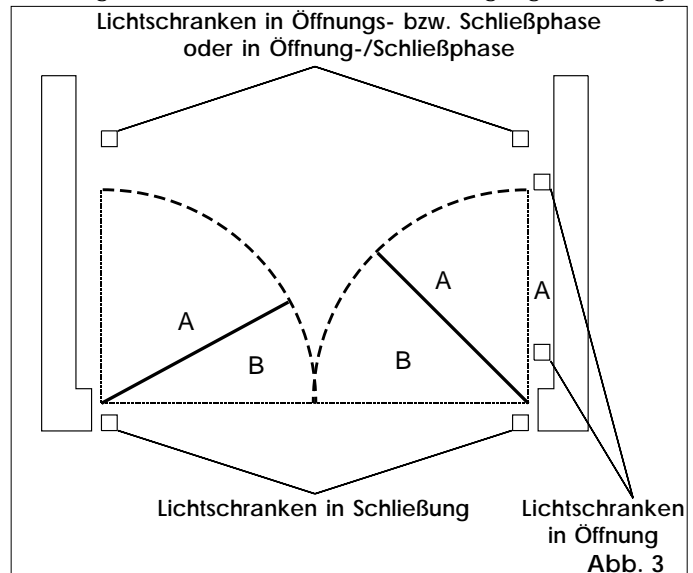 Lichtschranken in Öffnungs- bzw. Schließphase
oder in Öffnung-/Schließphase
A
A
A
B
B
Lichtschranken in Schließung
Lichtschranken
in Öffnung
Abb. 3